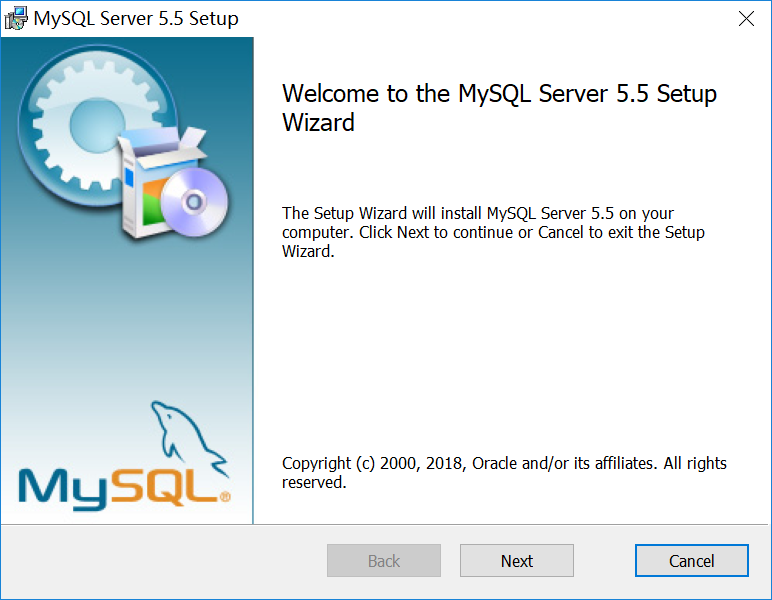 MySQL Server 5.5 Setup
Welcome to the MySQL Server 5.5 Setup
Wizard
The Setup Wizard will install MySQL Server 5.5 on your
computer. Click Next to continue or Cancel to exit the Setup
Wizard.
MySQL®
Copyright (c) 2000, 2018, Oracle and/or its affiliates. All rights
reserved.
Back
Next
Cancel